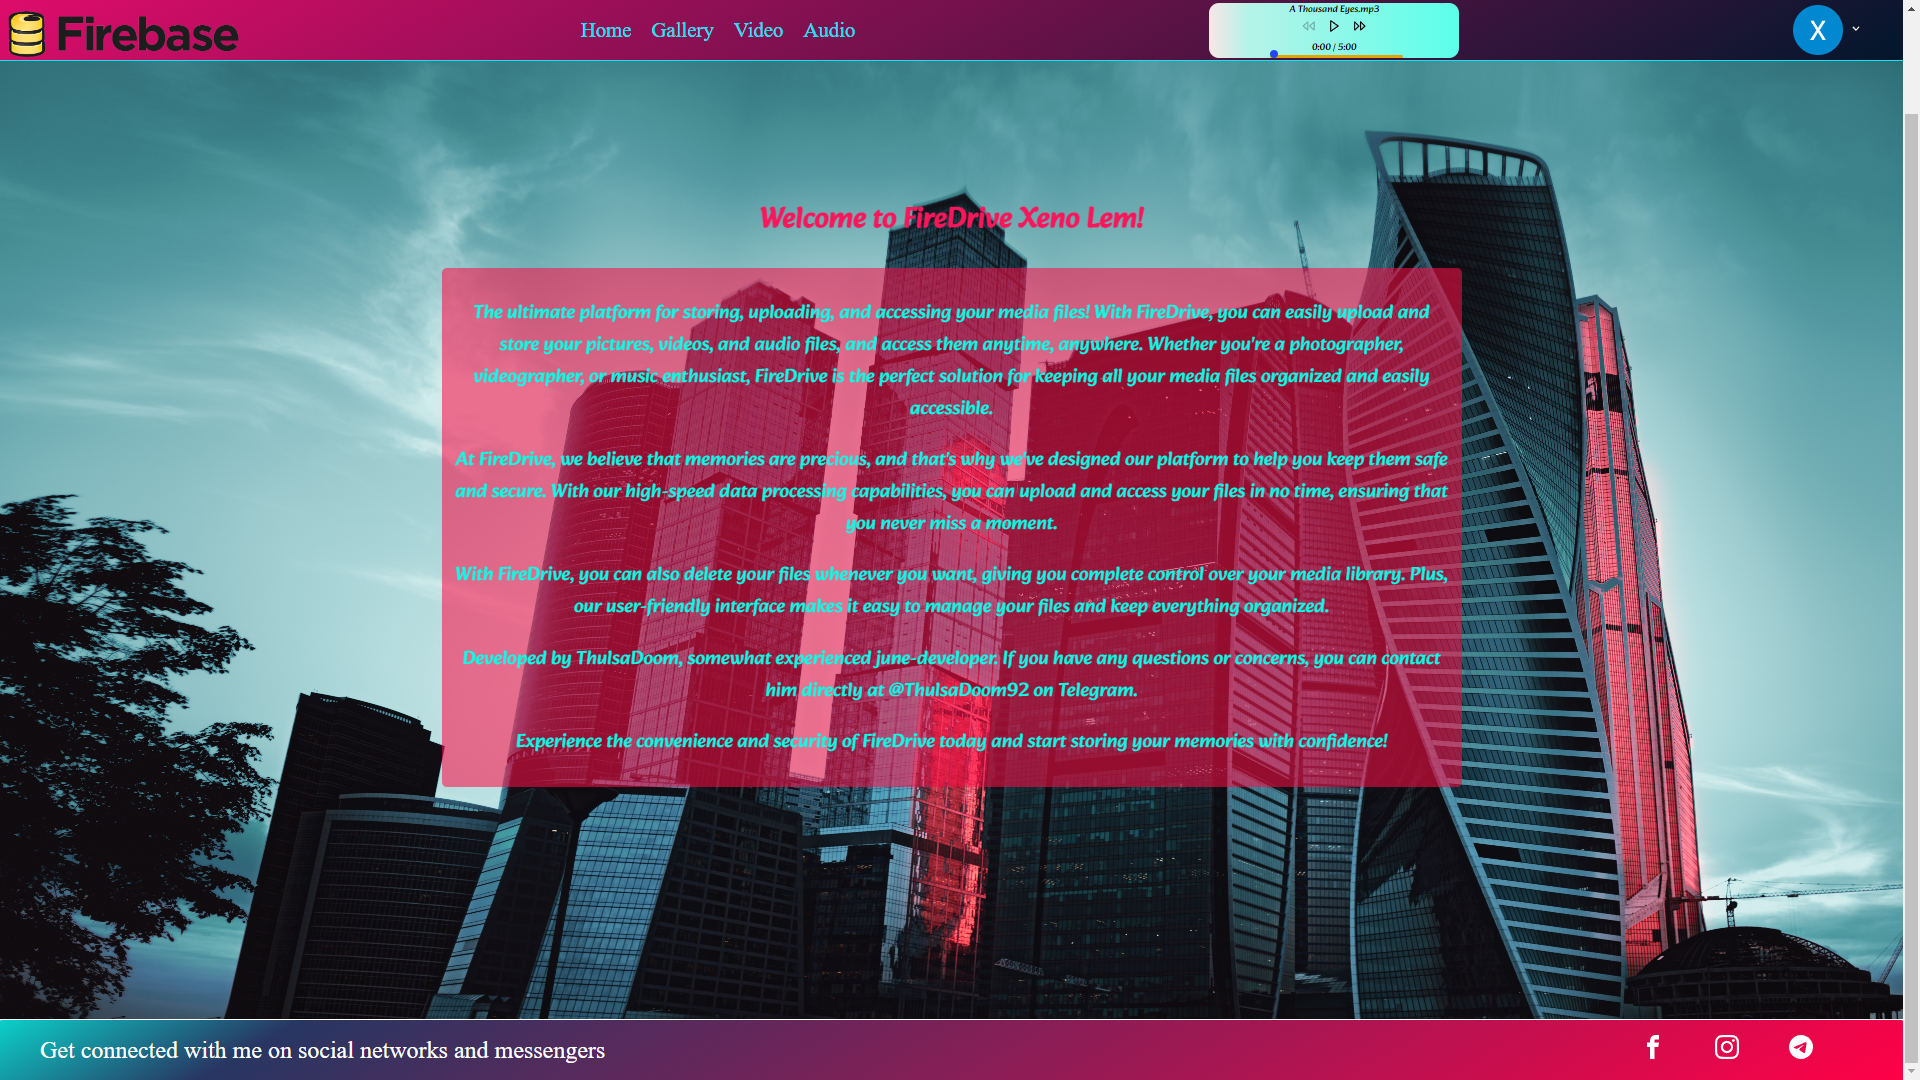 Firebase
Home Gallery Video Audio
A Thousand Eyes.mp3
0:00 / 5:00
X
Welcome to FireDrive Xeno Lem!
The ultimate platform for storing, uploading, and accessing your media files! With FireDrive, you can easily upload and
store your pictures, videos, and audio files, and access them anytime, anywhere. Whether you're a photographer,
videographer, or music enthusiast, FireDrive is the perfect solution for keeping all your media files organized and easily
accessible.
At FireDrive, we believe that memories are precious, and that's why we've designed our platform to help you keep them safe
and secure. With our high-speed data processing capabilities, you can upload and access your files in no time, ensuring that
you never miss a moment.
With FireDrive, you can also delete your files whenever you want, giving you complete control over your media library. Plus,
our user-friendly interface makes it easy to manage your files and keep everything organized.
Developed by ThulsaDoom, somewhat experienced june-developer. If you have any questions or concerns, you can contact
him directly at @ThulsaDoom92 on Telegram.
Experience the convenience and security of FireDrive today and start storing your memories with confidence!
Get connected with me on social networks and messengers